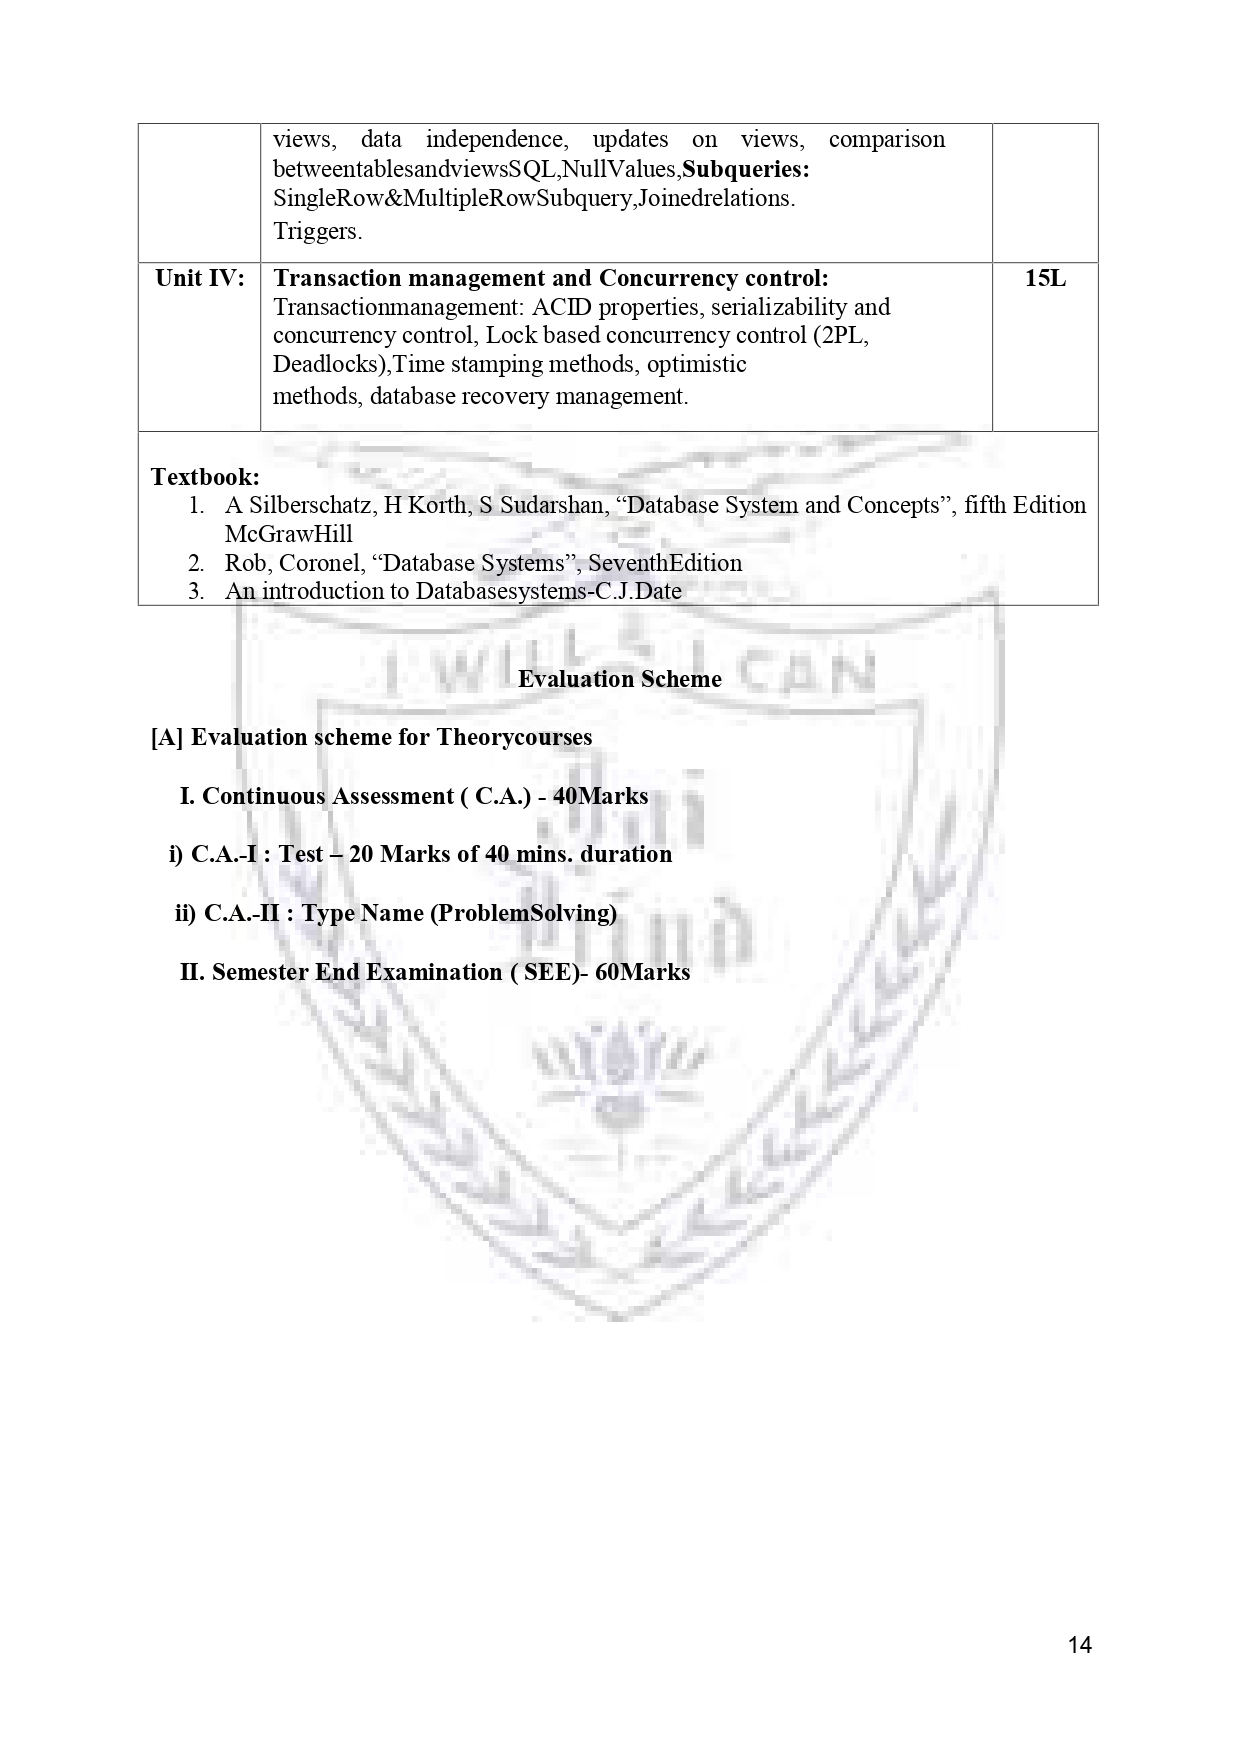 views, data independence, updates on views, comparison
betweentablesandviewsSQL,NullValues,Subqueries:
SingleRow&MultipleRowSubquery,Joinedrelations.
Triggers.
Unit IV:
Transaction management and Concurrency control:
15L
Transactionmanagement: ACID properties, serializability and
concurrency control, Lock based concurrency control (2PL,
Deadlocks),Time stamping methods, optimistic
methods, database recovery management.
Textbook:
1. A Silberschatz, H Korth, S Sudarshan, “Database System and Concepts”, fifth Edition
McGrawHill
2. Rob, Coronel, “Database Systems”, SeventhEdition
3. An introduction to Databasesystems-C.J.Date
I WILL & I CAN
Evaluation Scheme
[A] Evaluation scheme for Theorycourses
Jai
I. Continuous Assessment ( C.A.) - 40Marks
i) C.A.-I : Test – 20 Marks of 40 mins. duration
Hind
ii) C.A.-II : Type Name (ProblemSolving)
II. Semester End Examination ( SEE)- 60Marks
14